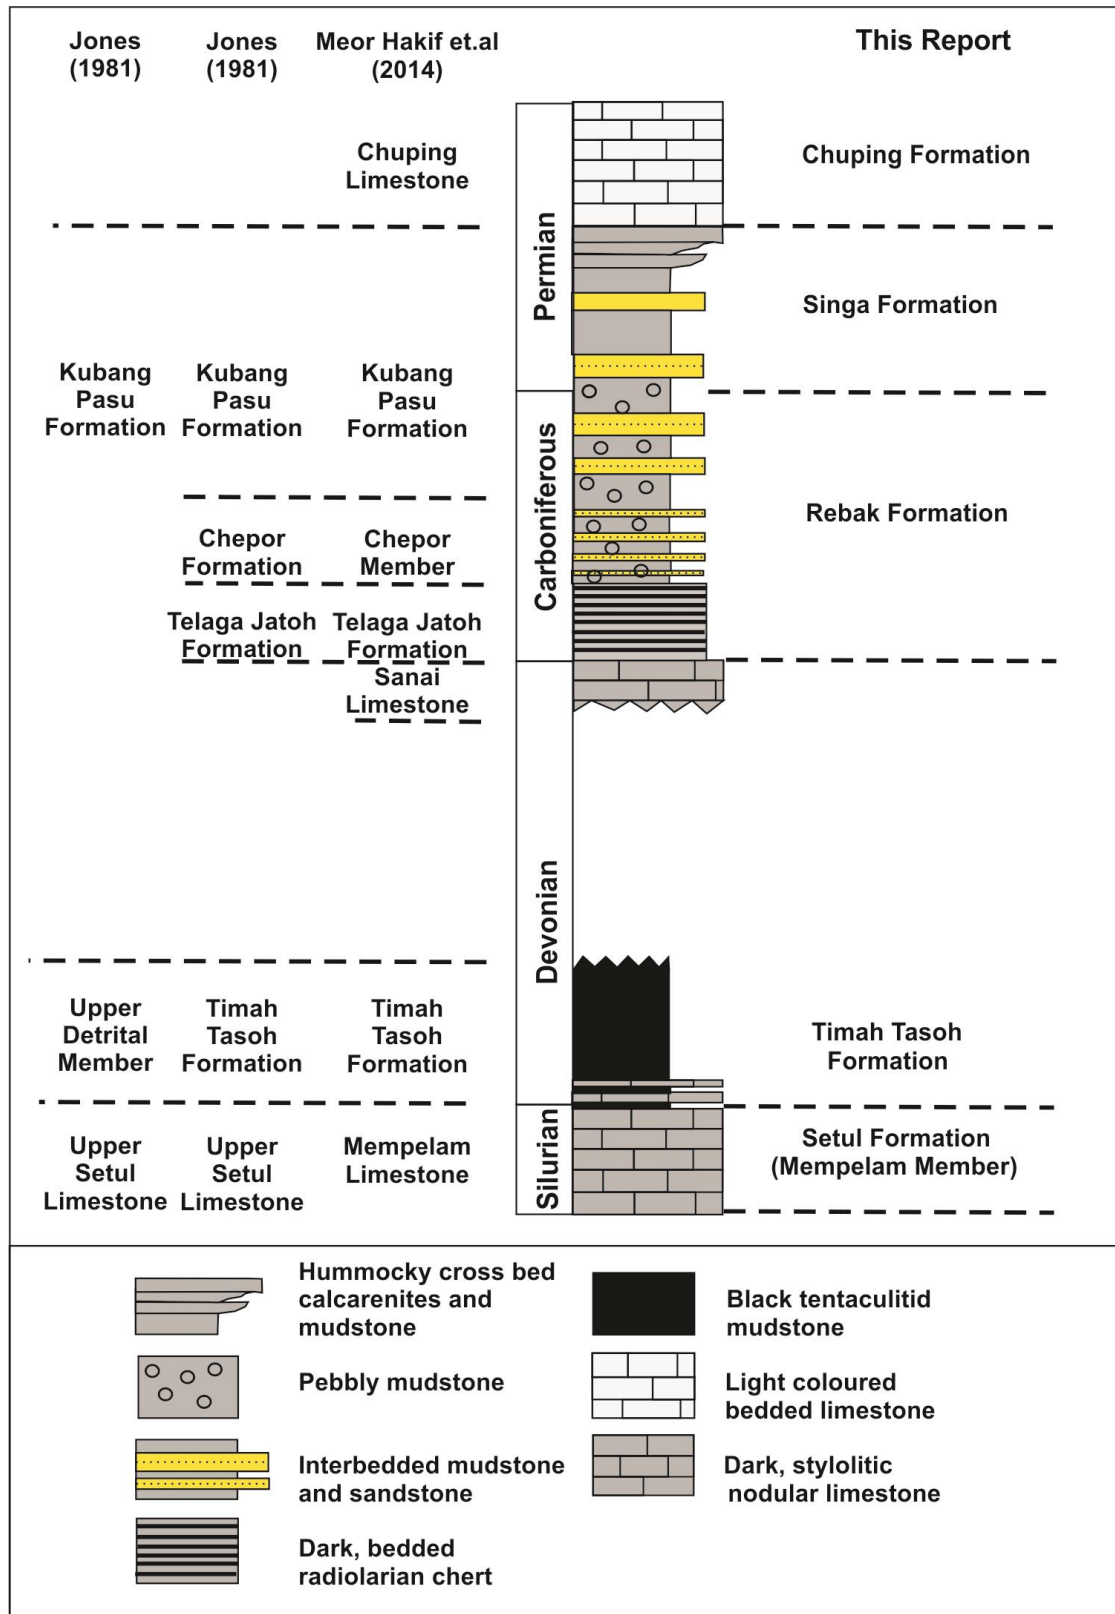 Jones
(1981)
Jones
(1981)
Meor Hakif et.al
(2014)
This Report
Chuping
Limestone
Chuping Formation
Permian
Singa Formation
Kubang
Pasu
Formation
Kubang
Pasu
Formation
Kubang
Pasu
Formation
Carboniferous
Rebak Formation
Chepor
Formation
Chepor
Member
Telaga Jatoh
Formation
Telaga Jatoh
Formation
Sanai
Limestone
Devonian
Upper
Detrital
Member
Timah
Tasoh
Formation
Timah
Tasoh
Formation
Timah Tasoh
Formation
Silurian
Upper
Setul
Limestone
Upper
Setul
Limestone
Mempelam
Limestone
Setul Formation
(Mempelam Member)
Hummocky cross bed
calcarenites and
mudstone
Pebbly mudstone
Interbedded mudstone
and sandstone
Dark, bedded
radiolarian chert
Black tentaculitid
mudstone
Light coloured
bedded limestone
Dark, stylolitic
nodular limestone